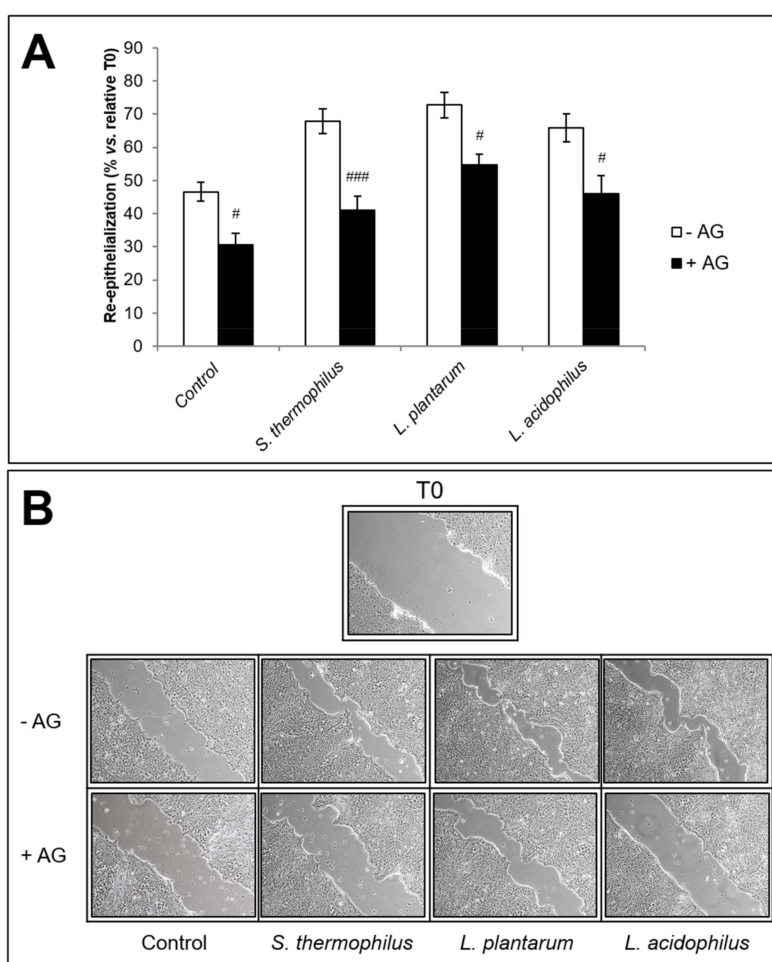 A
Re-epithelialization (% vs. relative T0)
90
80
70
60
50
40
30
20
10
0
#
###
#
#
Control
S. thermophilus
L. plantarum
L. acidophilus
- AG
+ AG
B
T0
- AG
+ AG
Control
S. thermophilus
L. plantarum
L. acidophilus